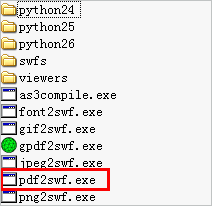 python24
python25
python26
swfs
viewers
as3compile.exe
font2swf.exe
gif2swf.exe
gpdf2swf.exe
jpeg2swf.exe
pdf2swf.exe
png2swf.exe